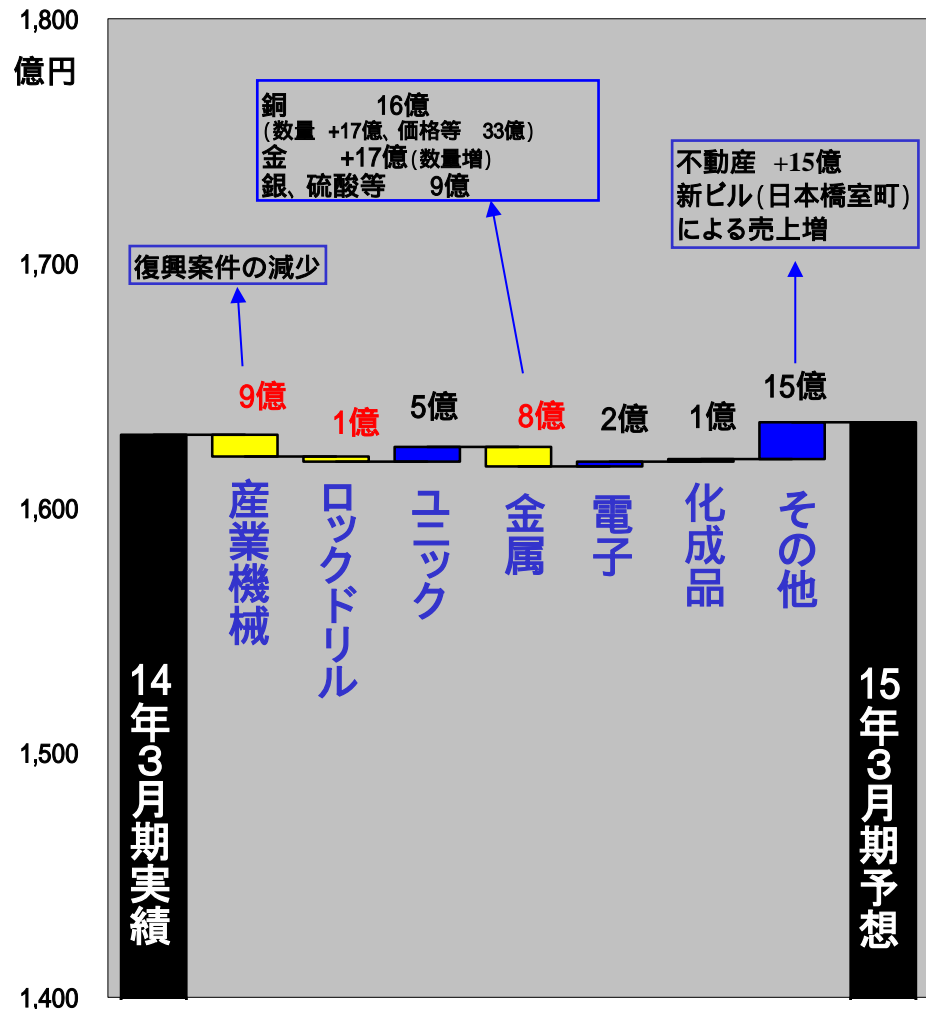 1,800
億円
銅 16億
(数量 +17億、価格等 33億)
金 +17億(数量増)
銀、硫酸等 9億
不動産 +15億
新ビル(日本橋室町)
による売上増
1,700
復興案件の減少
9億
1億
5億
8億
2億
1億
15億
1,600
産業機械
ロックドリル
ユニック
金属
電子
化成品
その他
1,500
14年3月期実績
15年3月期予想
1,400